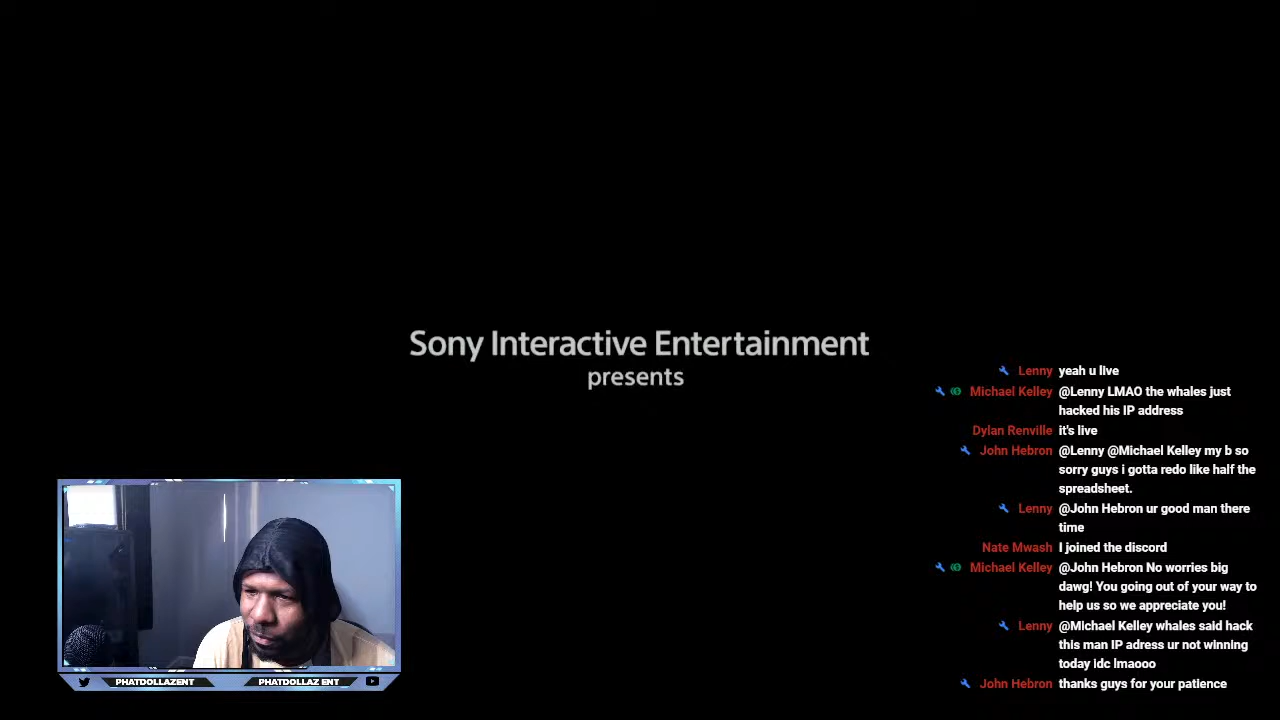 Sony Interactive Entertainment
presents
Lenny yeah u live
Michael Kelley @Lenny LMAO the whales just
hacked his IP address
Dylan Renville it's live
John Hebron @Lenny @Michael Kelley my b so
sorry guys i gotta redo like half the
spreadsheet.
Lenny @John Hebron ur good man there
time
Nate Mwash I joined the discord
Michael Kelley @John Hebron No worries big
dawg! You going out of your way to
help us so we appreciate you!
Lenny @Michael Kelley whales said hack
this man IP adress ur not winning
today idc lmaooo
John Hebron thanks guys for your patience
PHATDOLLAZENT PHATDOLLAZ ENT